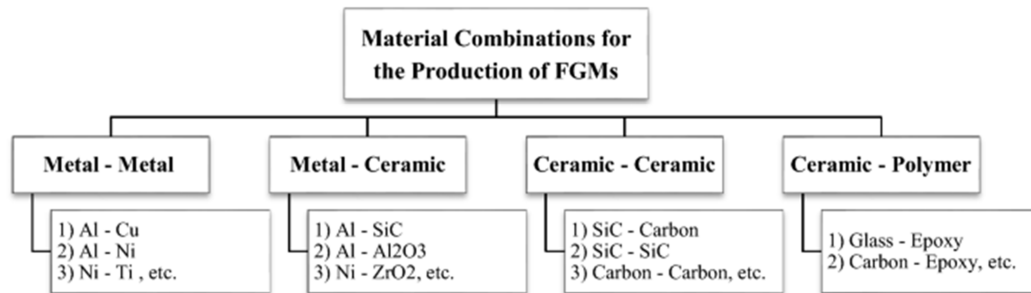 Material Combinations for
the Production of FGMs
Metal - Metal
1) Al - Cu
2) Al - Ni
3) Ni - Ti , etc.
Metal - Ceramic
1) Al - SiC
2) Al - Al2O3
3) Ni - ZrO2, etc.
Ceramic - Ceramic
1) SiC - Carbon
2) SiC - SiC
3) Carbon - Carbon, etc.
Ceramic - Polymer
1) Glass - Epoxy
2) Carbon - Epoxy, etc.